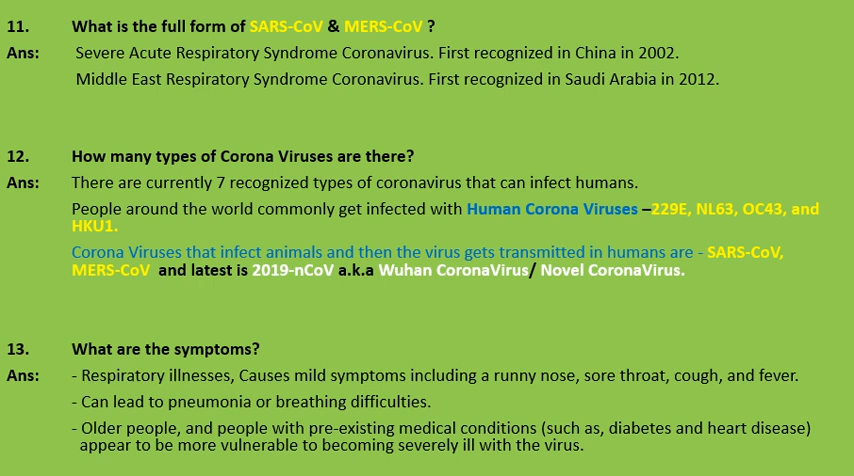 11. What is the full form of SARS-CoV & MERS-CoV ?
Ans: Severe Acute Respiratory Syndrome Coronavirus. First recognized in China in 2002.
Middle East Respiratory Syndrome Coronavirus. First recognized in Saudi Arabia in 2012.
12. How many types of Corona Viruses are there?
Ans: There are currently 7 recognized types of coronavirus that can infect humans.
People around the world commonly get infected with Human Corona Viruses –229E, NL63, OC43, and
HKU1.
Corona Viruses that infect animals and then the virus gets transmitted in humans are - SARS-CoV,
MERS-CoV and latest is 2019-nCoV a.k.a Wuhan CoronaVirus/ Novel CoronaVirus.
13. What are the symptoms?
Ans: - Respiratory illnesses, Causes mild symptoms including a runny nose, sore throat, cough, and fever.
- Can lead to pneumonia or breathing difficulties.
- Older people, and people with pre-existing medical conditions (such as, diabetes and heart disease)
appear to be more vulnerable to becoming severely ill with the virus.